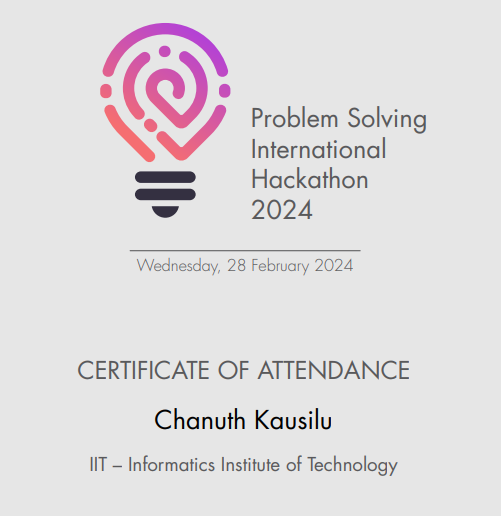 Problem Solving
International
Hackathon
2024
Wednesday, 28 February 2024
CERTIFICATE OF ATTENDANCE
Chanuth Kausilu
IIT – Informatics Institute of Technology